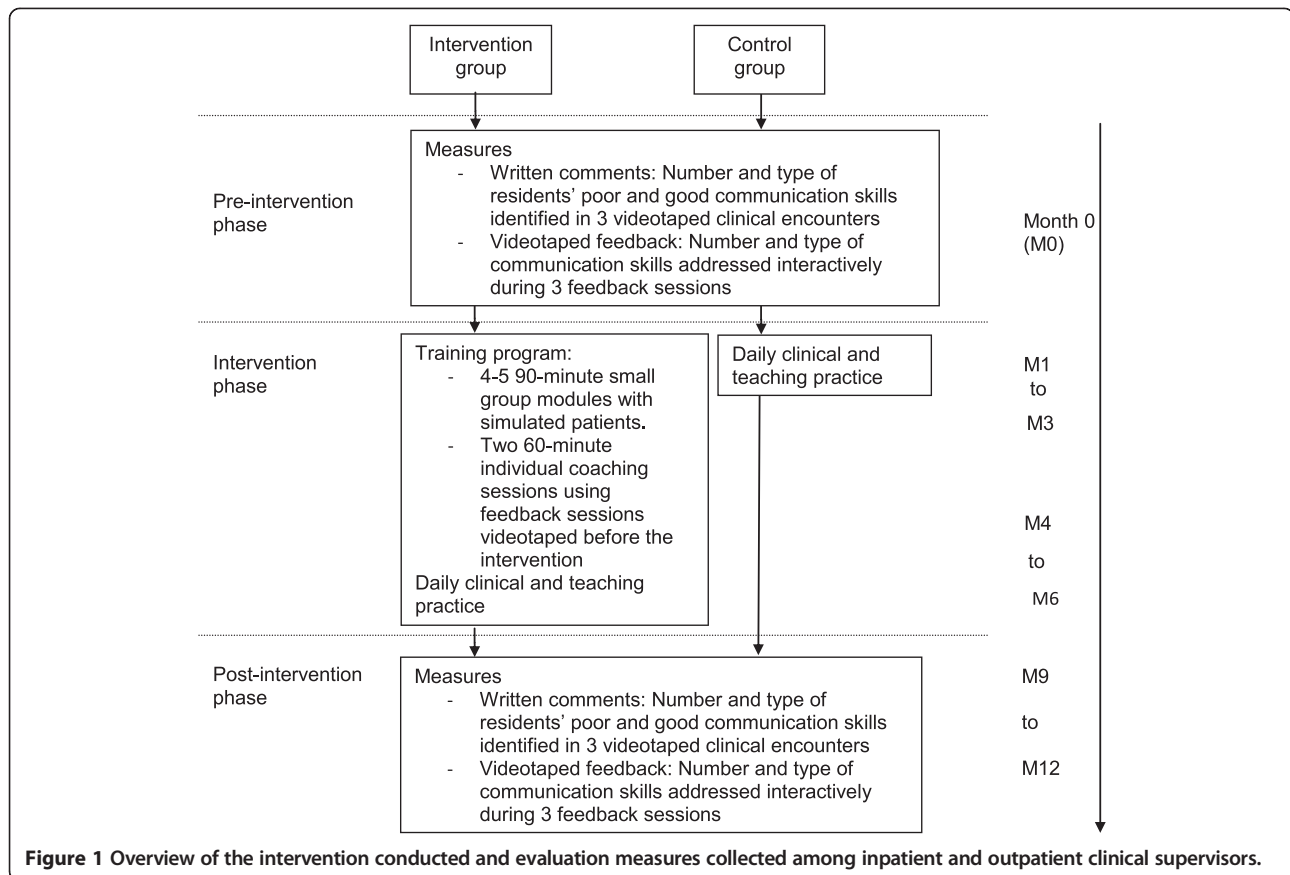 Intervention
group
Control
group
Pre-intervention
phase
Measures
- Written comments: Number and type of
residents' poor and good communication skills
identified in 3 videotaped clinical encounters
- Videotaped feedback: Number and type of
communication skills addressed interactively
during 3 feedback sessions
Month 0
(M0)
Intervention
phase
Training program:
- 4-5 90-minute small
group modules with
simulated patients.
- Two 60-minute
individual coaching
sessions using
feedback sessions
videotaped before the
intervention
Daily clinical and teaching
practice
Daily clinical and
teaching practice
M1
to
M3
M4
to
M6
Post-intervention
phase
Measures
- Written comments: Number and type of
residents' poor and good communication skills
identified in 3 videotaped clinical encounters
- Videotaped feedback: Number and type of
communication skills addressed interactively
during 3 feedback sessions
M9
to
M12
Figure 1 Overview of the intervention conducted and evaluation measures collected among inpatient and outpatient clinical supervisors.